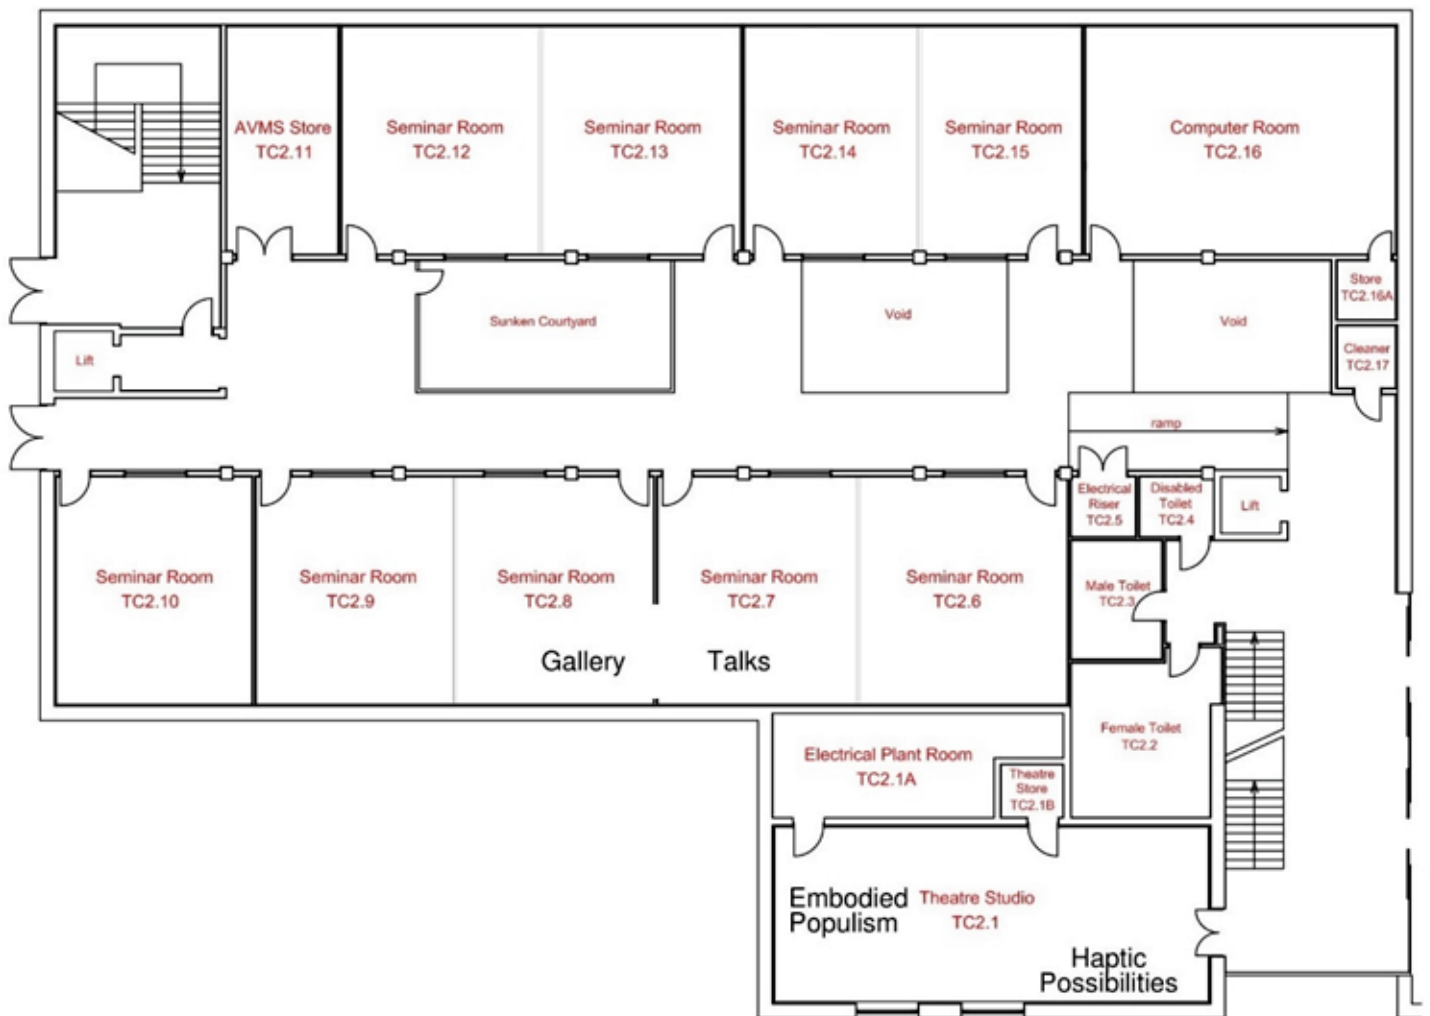 AVMS Store
TC2.11
Seminar Room
TC2.12
Seminar Room
TC2.13
Seminar Room
TC2.14
Seminar Room
TC2.15
Computer Room
TC2.16
Store
TC2.16A
Sunken Courtyard
Void
Void
Lift
Cleaner
TC2.17
ramp
Electrical
Riser
TC2.5
Disabled
Toilet
TC2.4
Lift
Seminar Room
TC2.10
Seminar Room
TC2.9
Seminar Room
TC2.8
Seminar Room
TC2.7
Seminar Room
TC2.6
Male Toilet
TC2.3
Gallery Talks
Female Toilet
TC2.2
Electrical Plant Room
TC2.1A
Theatre
Store
TC2.1B
Embodied
Populism
Theatre Studio
TC2.1
Haptic
Possibilities